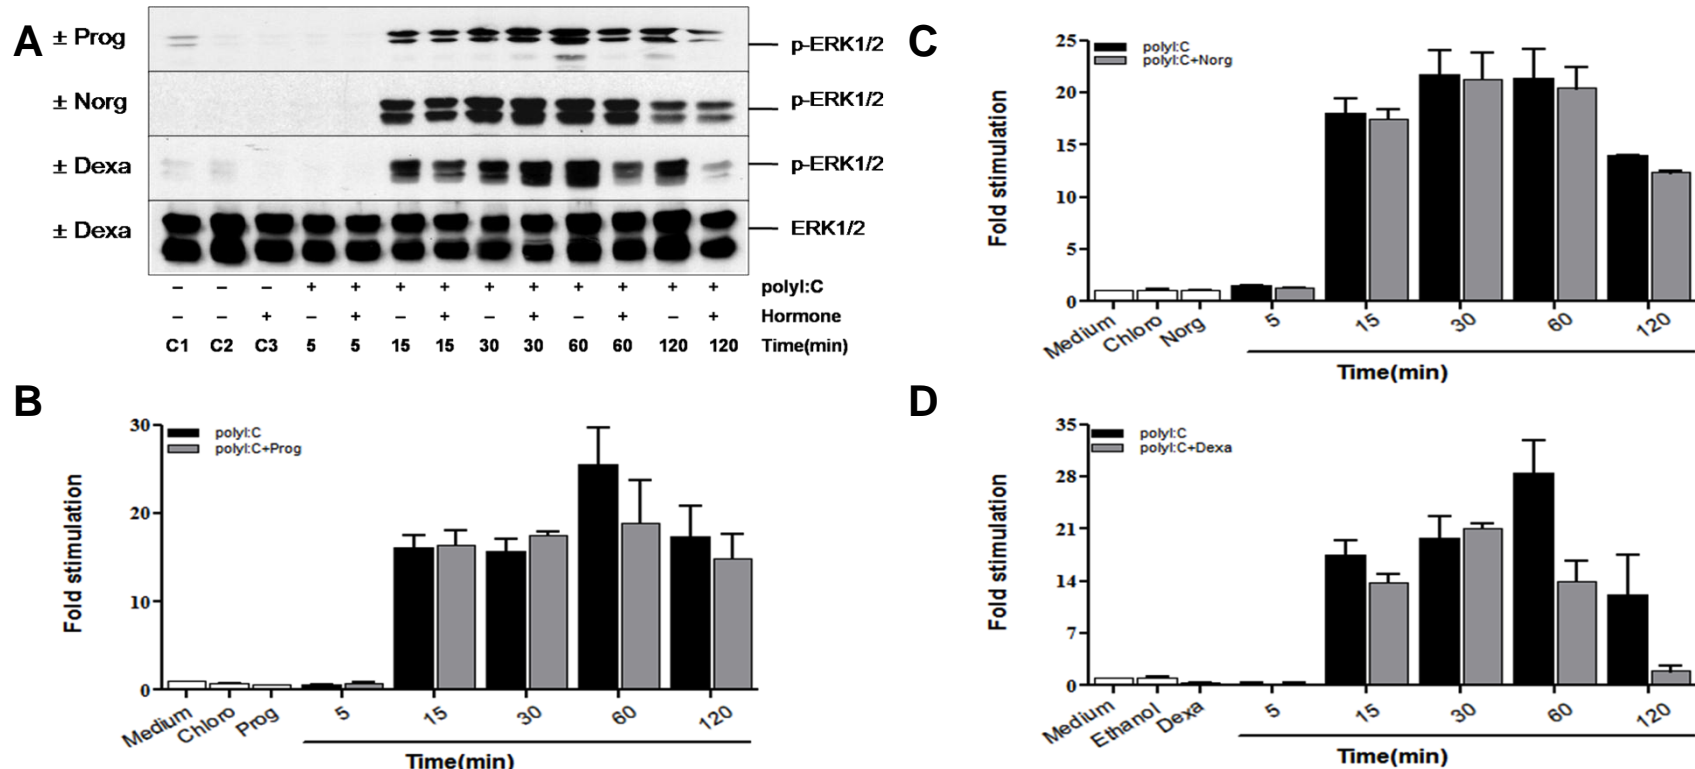 A
± Prog
p-ERK1/2
± Norg
p-ERK1/2
± Dexa
p-ERK1/2
± Dexa
ERK1/2
– – – + + + + + + + + + + polyI:C
– – + – + – + – + – + – + Hormone
C1 C2 C3 5 5 15 15 30 30 60 60 120 120 Time(min)
B
polyI:C
polyI:C+Prog
Fold stimulation
30
20
10
0
Medium Chloro Prog 5 15 30 60 120
Time(min)
C
polyI:C
polyI:C+Norg
Fold stimulation
25
20
15
10
5
0
Medium Chloro Norg 5 15 30 60 120
Time(min)
D
polyI:C
polyI:C+Dexa
Fold stimulation
35
28
21
14
7
0
Medium Ethanol Dexa 5 15 30 60 120
Time(min)